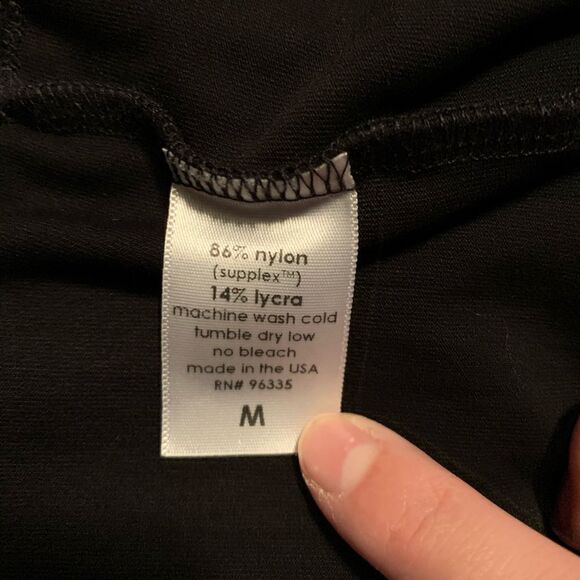 86% nylon
(supplex™)
14% lycra
machine wash cold
tumble dry low
no bleach
made in the USA
RN# 96335
M